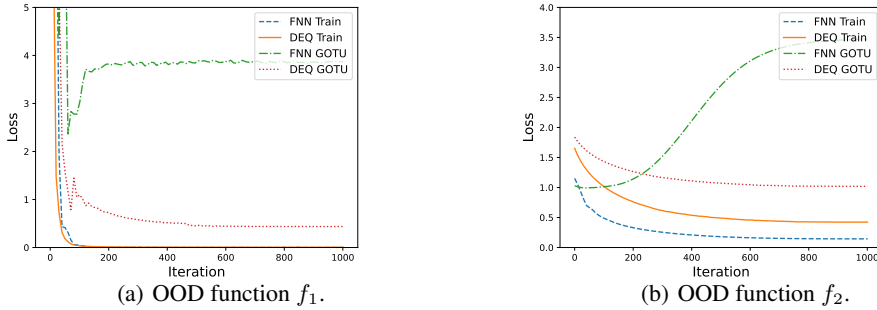 5
4
3
2
1
0
Loss
0
200
400
600
800
1000
Iteration
FNN Train
DEQ Train
FNN GOTU
DEQ GOTU
(a) OOD function f₁.
4.0
3.5
3.0
2.5
2.0
1.5
1.0
0.5
0.0
Loss
0
200
400
600
800
1000
Iteration
FNN Train
DEQ Train
FNN GOTU
DEQ GOTU
(b) OOD function f₂.